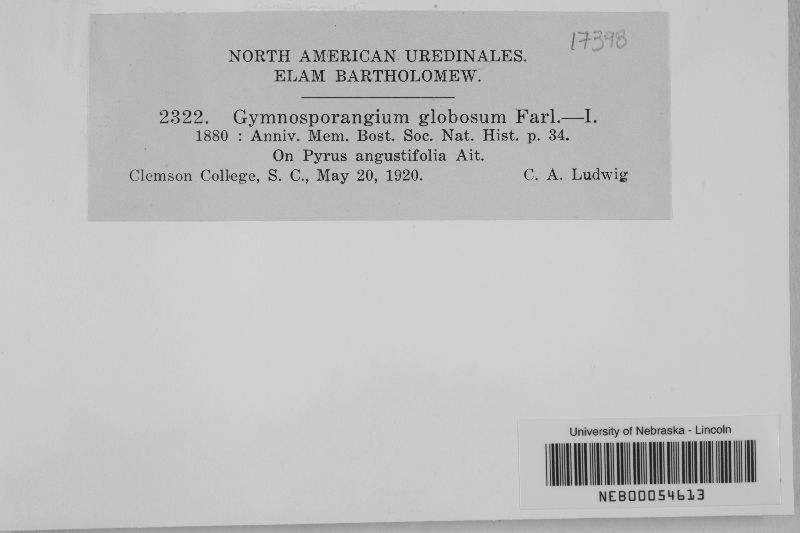 17398
NORTH AMERICAN UREDINALES.
ELAM BARTHOLOMEW.
2322. Gymnosporangium globosum Farl.—I.
1880 : Anniv. Mem. Bost. Soc. Nat. Hist. p. 34.
On Pyrus angustifolia Ait.
Clemson College, S. C., May 20, 1920. C. A. Ludwig
University of Nebraska - Lincoln
NEB00054613